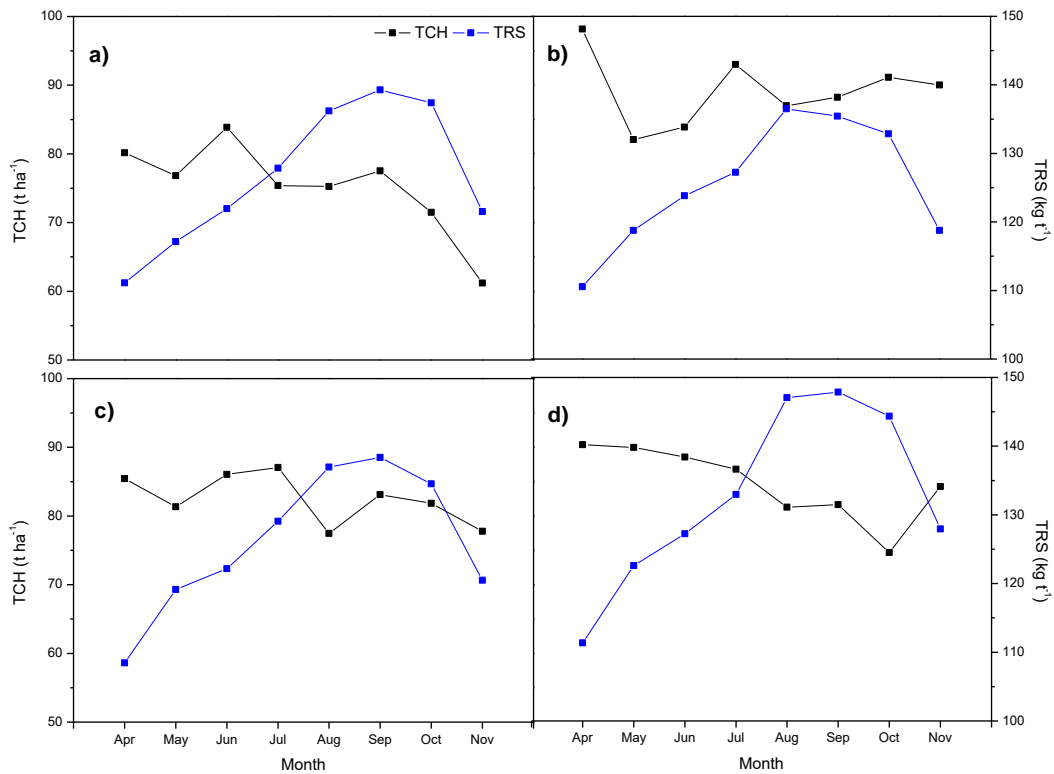 a)
TCH TRS
b)
100
90
80
70
60
50
TCH (t ha-1)
150
140
130
120
110
100
TRS (kg t-1)
c)
d)
100
90
80
70
60
50
TCH (t ha-1)
150
140
130
120
110
100
TRS (kg t-1)
Apr May Jun Jul Aug Sep Oct Nov
Apr May Jun Jul Aug Sep Oct Nov
Month
Month